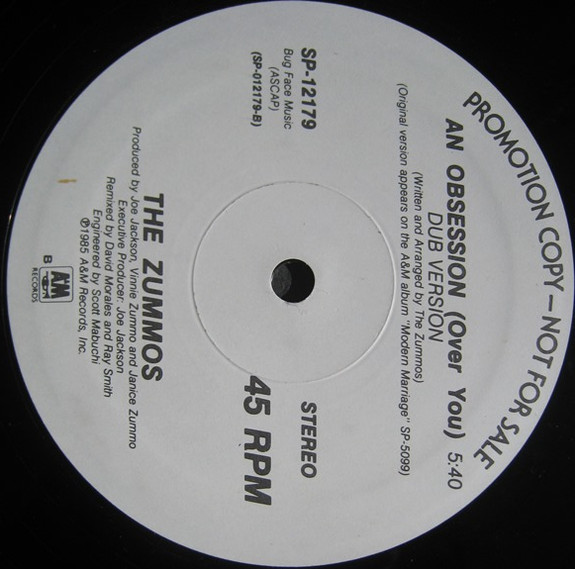 PROMOTION COPY — NOT FOR SALE
AN OBSESSION (Over You) 5:40
DUB VERSION
(Written and Arranged by The Zummos)
(Original version appears on the A&M album "Modern Marriage" SP-5099)
SP-12179
Bug Face Music
(ASCAP)
(SP-012179-B)
STEREO
45 RPM
THE ZUMMOS
Produced by Joe Jackson, Vinnie Zummo and Janice Zummo
Executive Producer: Joe Jackson
Remixed by David Morales and Ray Smith
Engineered by Scott Mabuchi
℗1985 A&M Records, Inc.
A&M
RECORDS
B